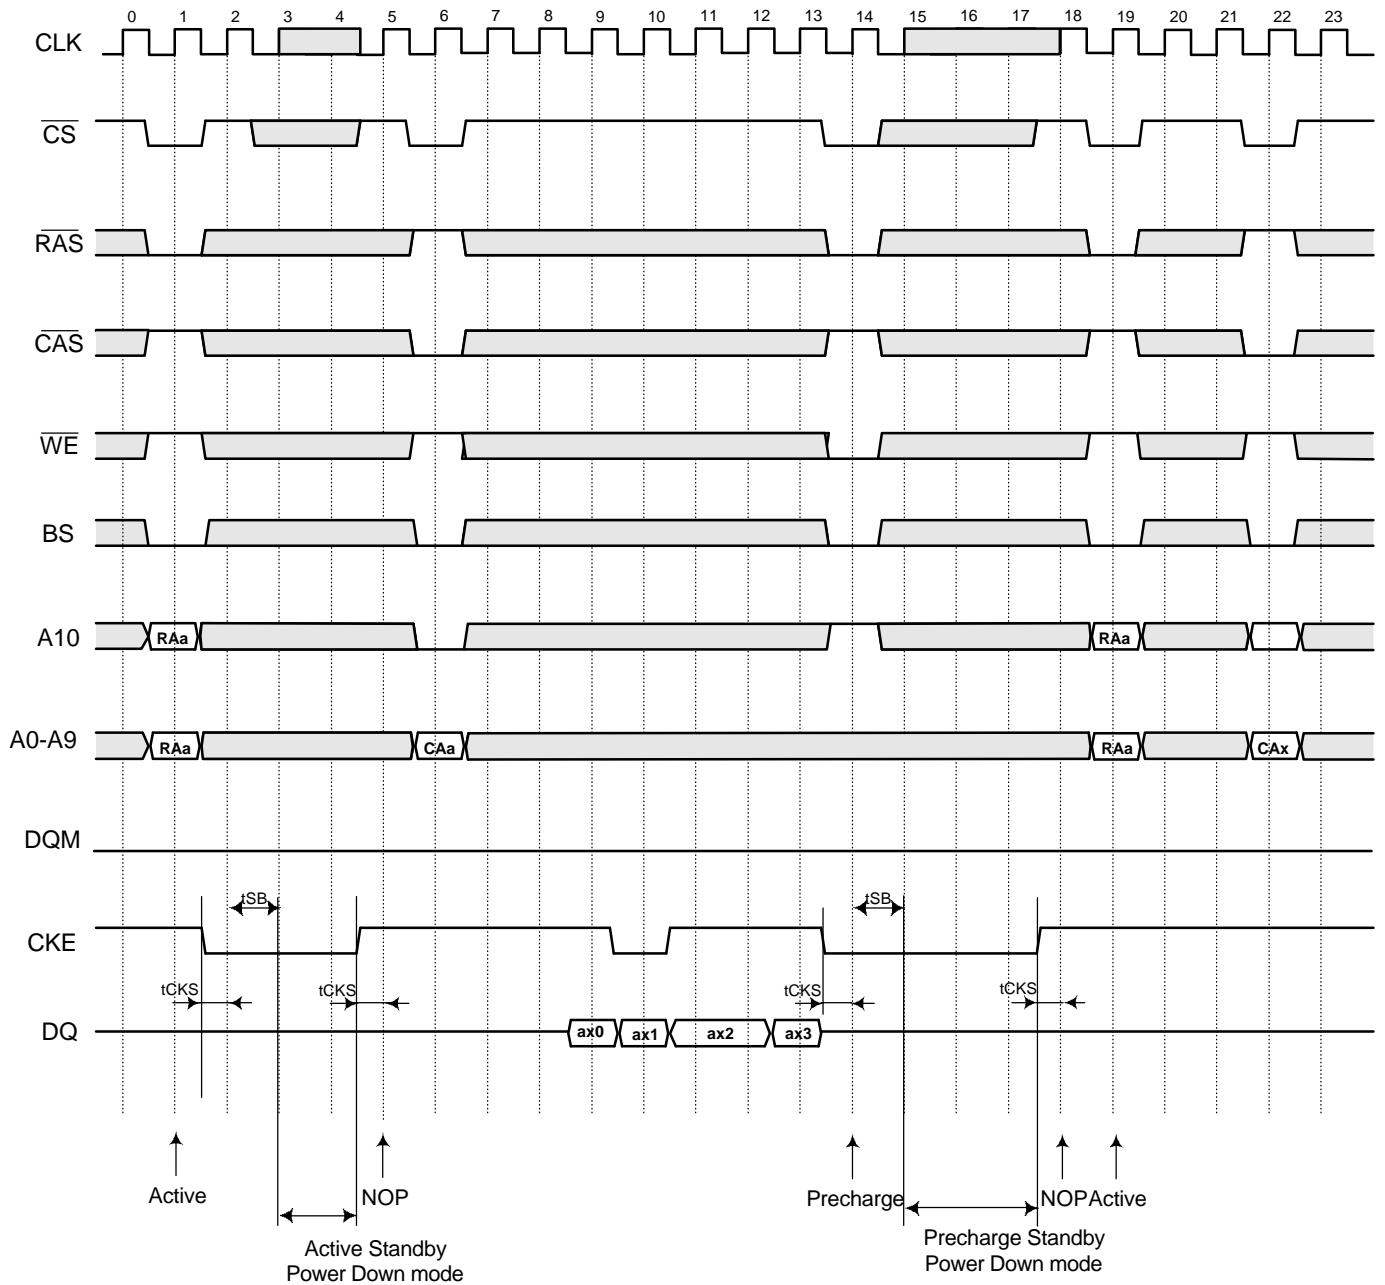 0 1 2 3 4 5 6 7 8 9 10 11 12 13 14 15 16 17 18 19 20 21 22 23
CLK
CS
RAS
CAS
WE
BS
A10 RAa RAa
A0-A9 RAa CAa RAa CAx
DQM
tSB tSB
CKE
tCKS tCKS tCKS tCKS
DQ ax0 ax1 ax2 ax3
Active NOP Precharge NOP Active
Active Standby
Power Down mode
Precharge Standby
Power Down mode